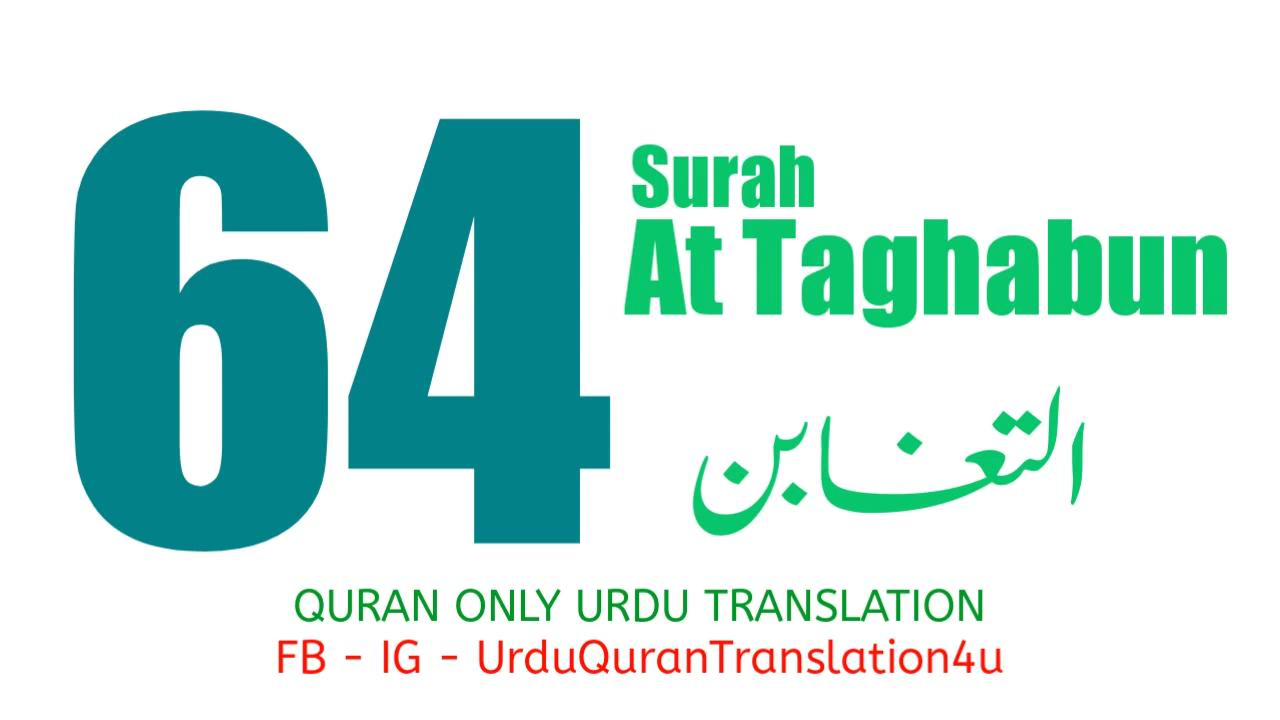 64
Surah
At Taghabun
التغابن
QURAN ONLY URDU TRANSLATION
FB - IG - UrduQuranTranslation4u